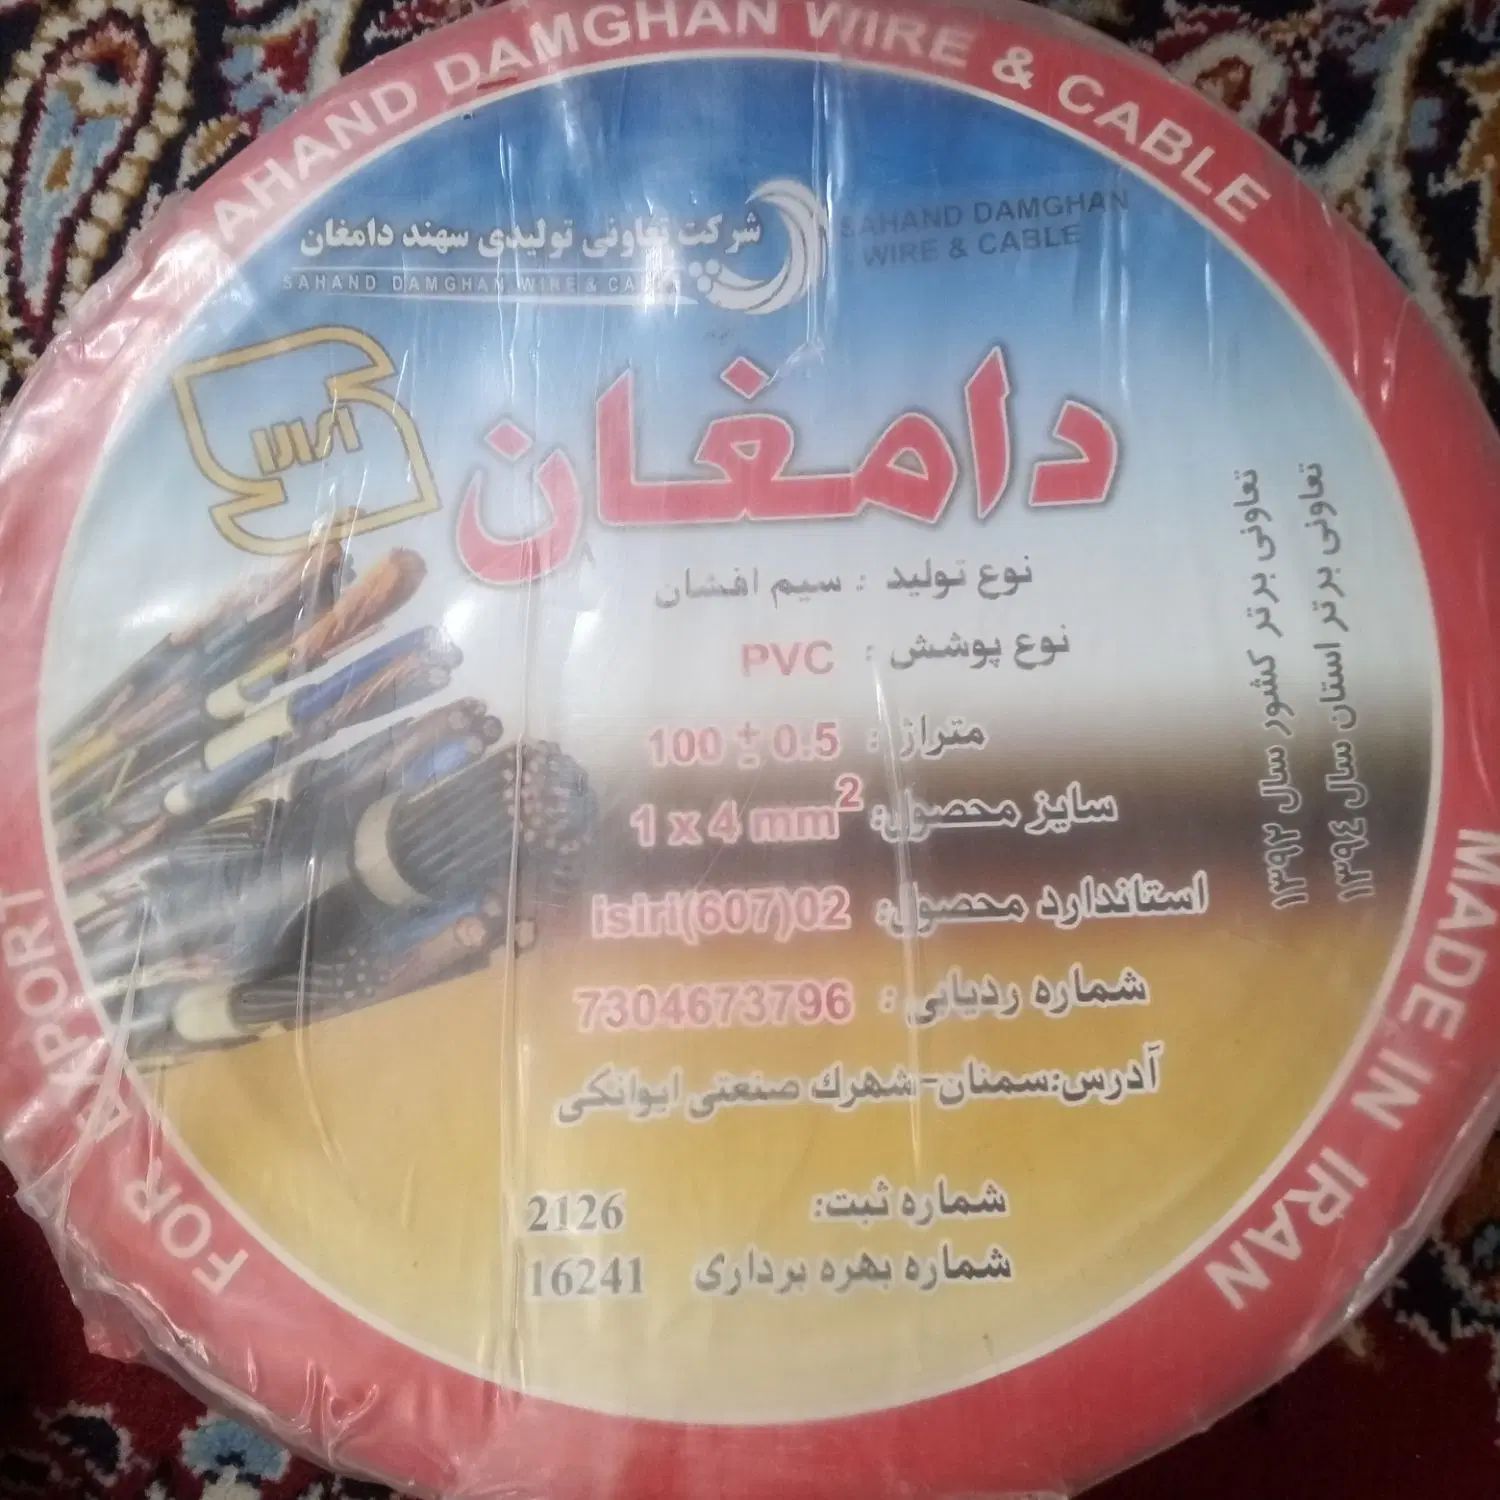 SAHAND DAMGHAN WIRE & CABLE
شرکت تعاونی تولیدی سهند دامغان
SAHAND DAMGHAN WIRE & CABLE
SAHAND DAMGHAN
WIRE & CABLE
دامغان
نوع تولید : سیم افشان
نوع پوشش : PVC
متراژ : 100 ± 0.5
سایز محصول: 1 x 4 mm²
استاندارد محصول: isiri(607)02
شماره ردیابی : 7304673796
آدرس:سمنان-شهرك صنعتی ایوانکی
شماره ثبت: 2126
شماره بهره برداری 16241
تعاونی برتر کشور سال ۱۳۹۲
تعاونی برتر استان سال ۱۳۹٤
MADE IN IRAN
FOR EXPORT